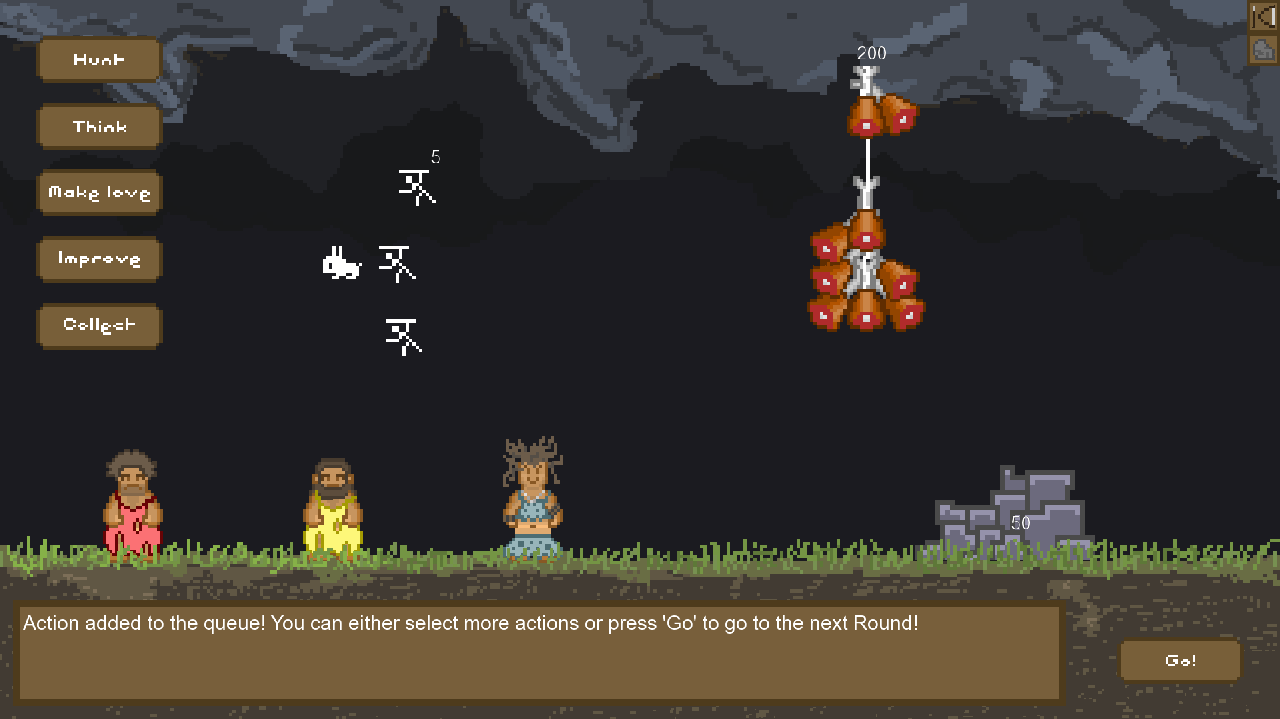 Hunt
200
Think
5
Make love
Improve
Collect
50
Action added to the queue! You can either select more actions or press 'Go' to go to the next Round!
Go!